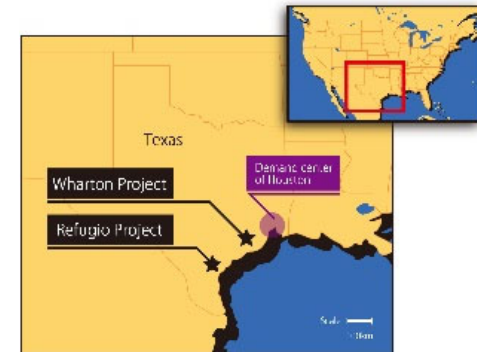 Texas
Demand center
of Houston
Wharton Project
Refugio Project
Scale